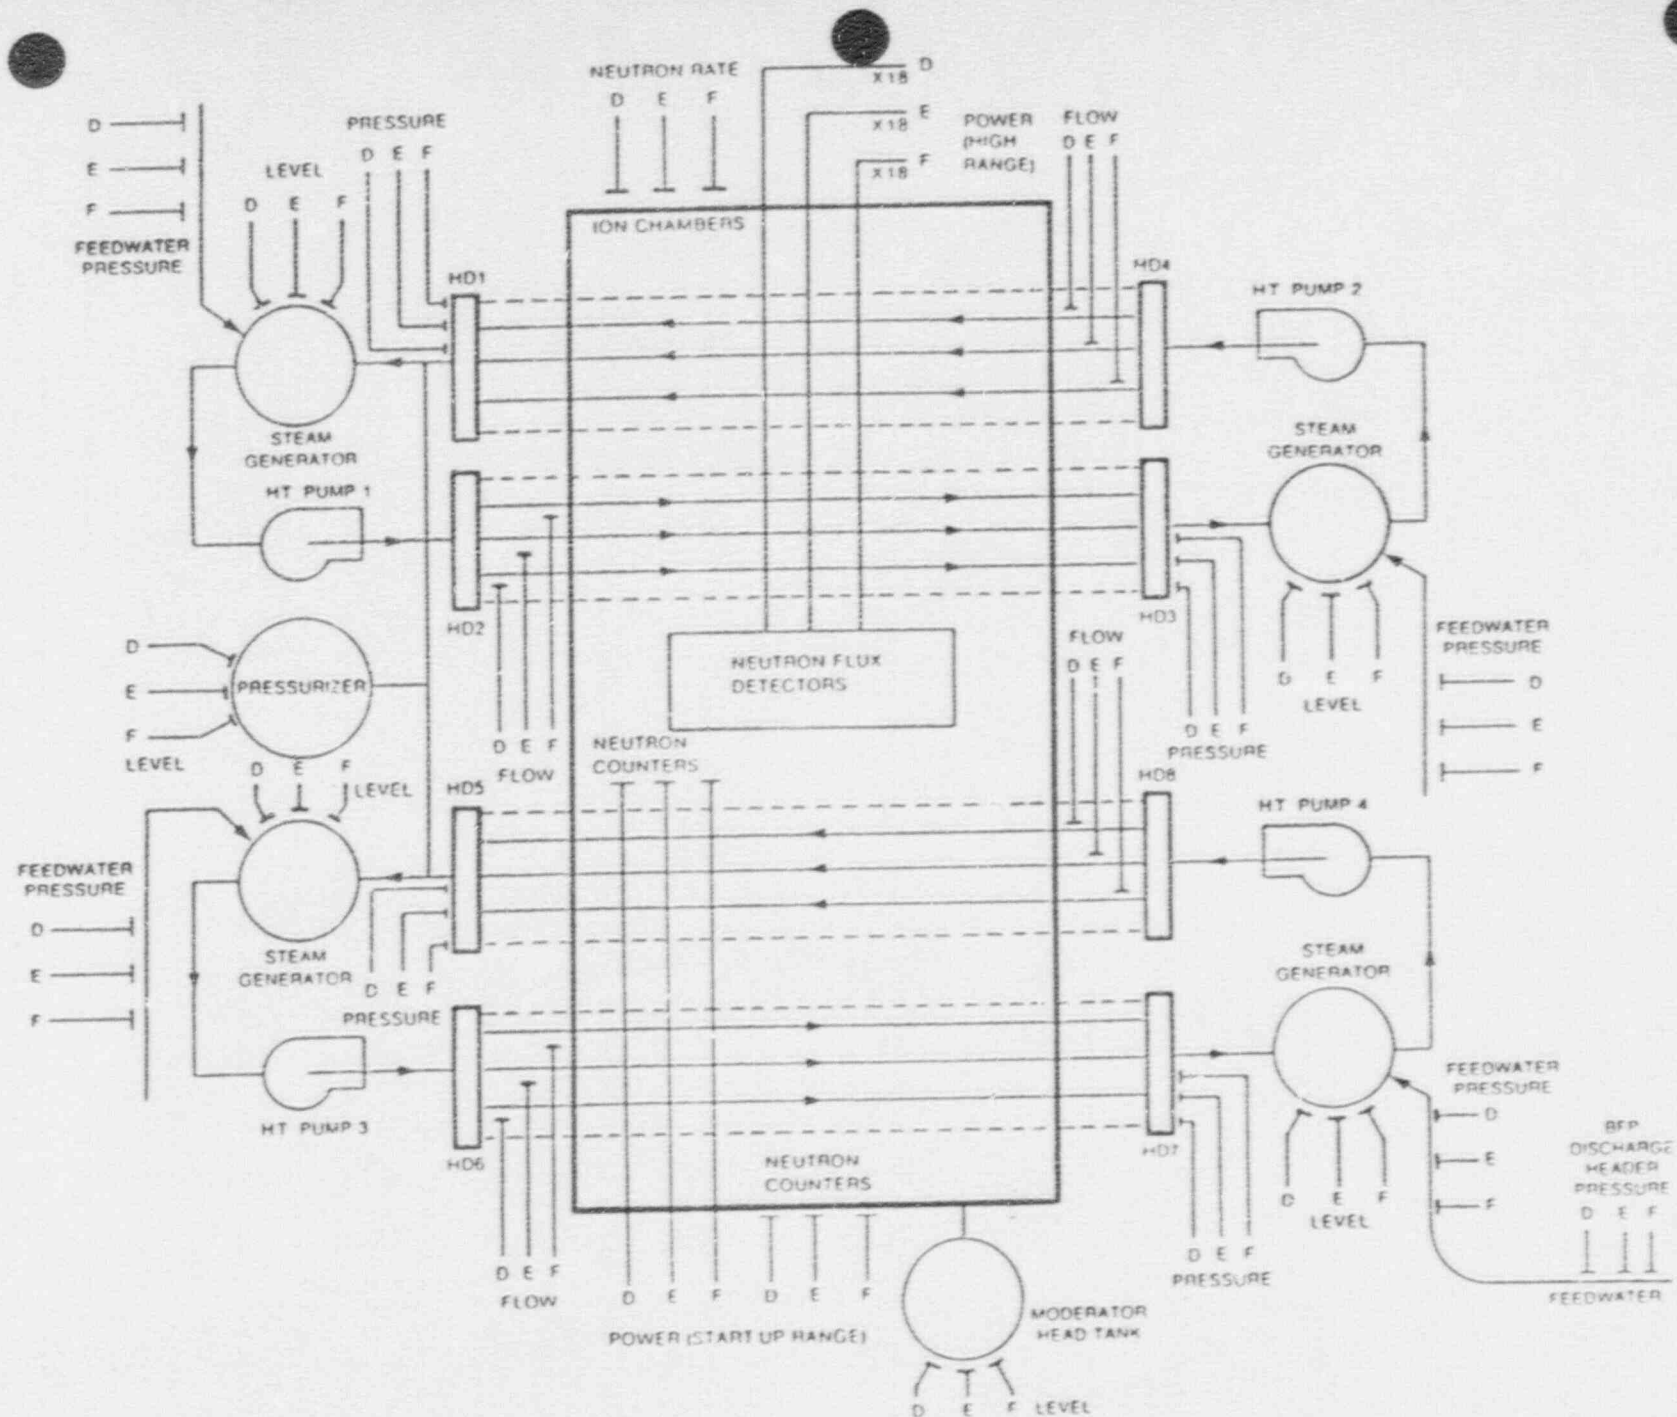 NEUTRON RATE
D E F
X18 D
X18 E
X18 F
POWER
(HIGH
RANGE)
FLOW
D E F
D
E
F
FEEDWATER
PRESSURE
LEVEL
D E F
PRESSURE
D E F
ION CHAMBERS
HD1
HD4
HT PUMP 2
STEAM
GENERATOR
HT PUMP 1
STEAM
GENERATOR
HD2
HD3
D
E
F
LEVEL
PRESSURIZER
NEUTRON FLUX
DETECTORS
FLOW
D E F
D E F
LEVEL
D E F
PRESSURE
FEEDWATER
PRESSURE
D
E
F
D E F
FLOW
NEUTRON
COUNTERS
D E F
LEVEL
HD5
HD8
HT PUMP 4
FEEDWATER
PRESSURE
D
E
F
STEAM
GENERATOR
D E F
PRESSURE
STEAM
GENERATOR
HT PUMP 3
HD6
HD7
NEUTRON
COUNTERS
D E F
FLOW
D E F
D E F
POWER (START UP RANGE)
MODERATOR
HEAD TANK
D E F LEVEL
D E F
PRESSURE
D E F
LEVEL
FEEDWATER
PRESSURE
D
E
F
BFP
DISCHARGE
HEADER
PRESSURE
D E F
FEEDWATER